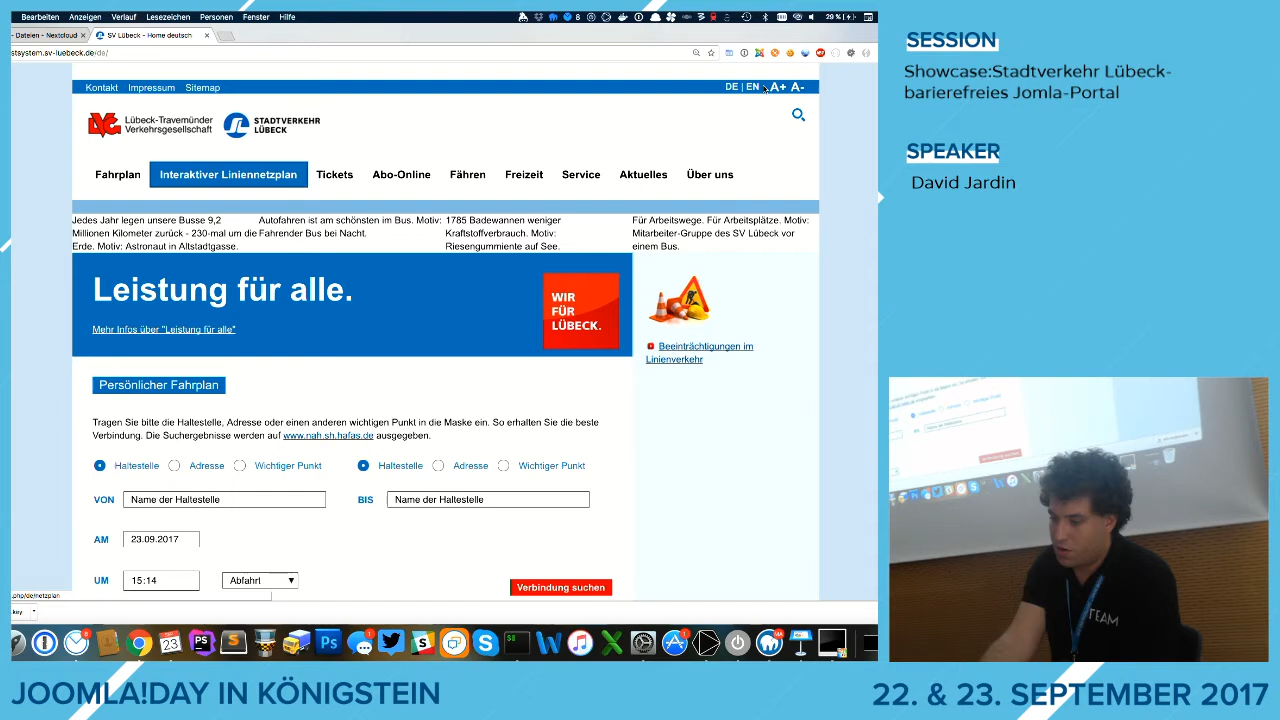 Bearbeiten Anzeigen Verlauf Lesezeichen Personen Fenster Hilfe
8
29 %
Dateien - Nextcloud
SV Lübeck - Home deutsch
stsystem.sv-luebeck.de/de/
Kontakt Impressum Sitemap
DE | EN A+ A-
Lübeck-Travemünder
Verkehrsgesellschaft
STADTVERKEHR
LÜBECK
Fahrplan Interaktiver Liniennetzplan Tickets Abo-Online Fähren Freizeit Service Aktuelles Über uns
Jedes Jahr legen unsere Busse 9,2
Millionen Kilometer zurück - 230-mal um die
Erde. Motiv: Astronaut in Altstadtgasse.
Autofahren ist am schönsten im Bus. Motiv:
Fahrender Bus bei Nacht.
1785 Badewannen weniger
Kraftstoffverbrauch. Motiv:
Riesengummiente auf See.
Für Arbeitswege. Für Arbeitsplätze. Motiv:
Mitarbeiter-Gruppe des SV Lübeck vor
einem Bus.
Leistung für alle.
Mehr Infos über "Leistung für alle"
WIR
FÜR
LÜBECK.
Beeinträchtigungen im
Linienverkehr
Persönlicher Fahrplan
Tragen Sie bitte die Haltestelle, Adresse oder einen anderen wichtigen Punkt in die Maske ein. So erhalten Sie die beste
Verbindung. Die Suchergebnisse werden auf www.nah.sh.hafas.de ausgegeben.
Haltestelle Adresse Wichtiger Punkt
Haltestelle Adresse Wichtiger Punkt
VON Name der Haltestelle
BIS Name der Haltestelle
AM 23.09.2017
UM 15:14 Abfahrt
Verbindung suchen
.php/de/netzplan
key
SESSION
Showcase:Stadtverkehr Lübeck-
barierefreies Jomla-Portal
SPEAKER
David Jardin
TEAM
JOOMLA!DAY IN KÖNIGSTEIN
22. & 23. SEPTEMBER 2017